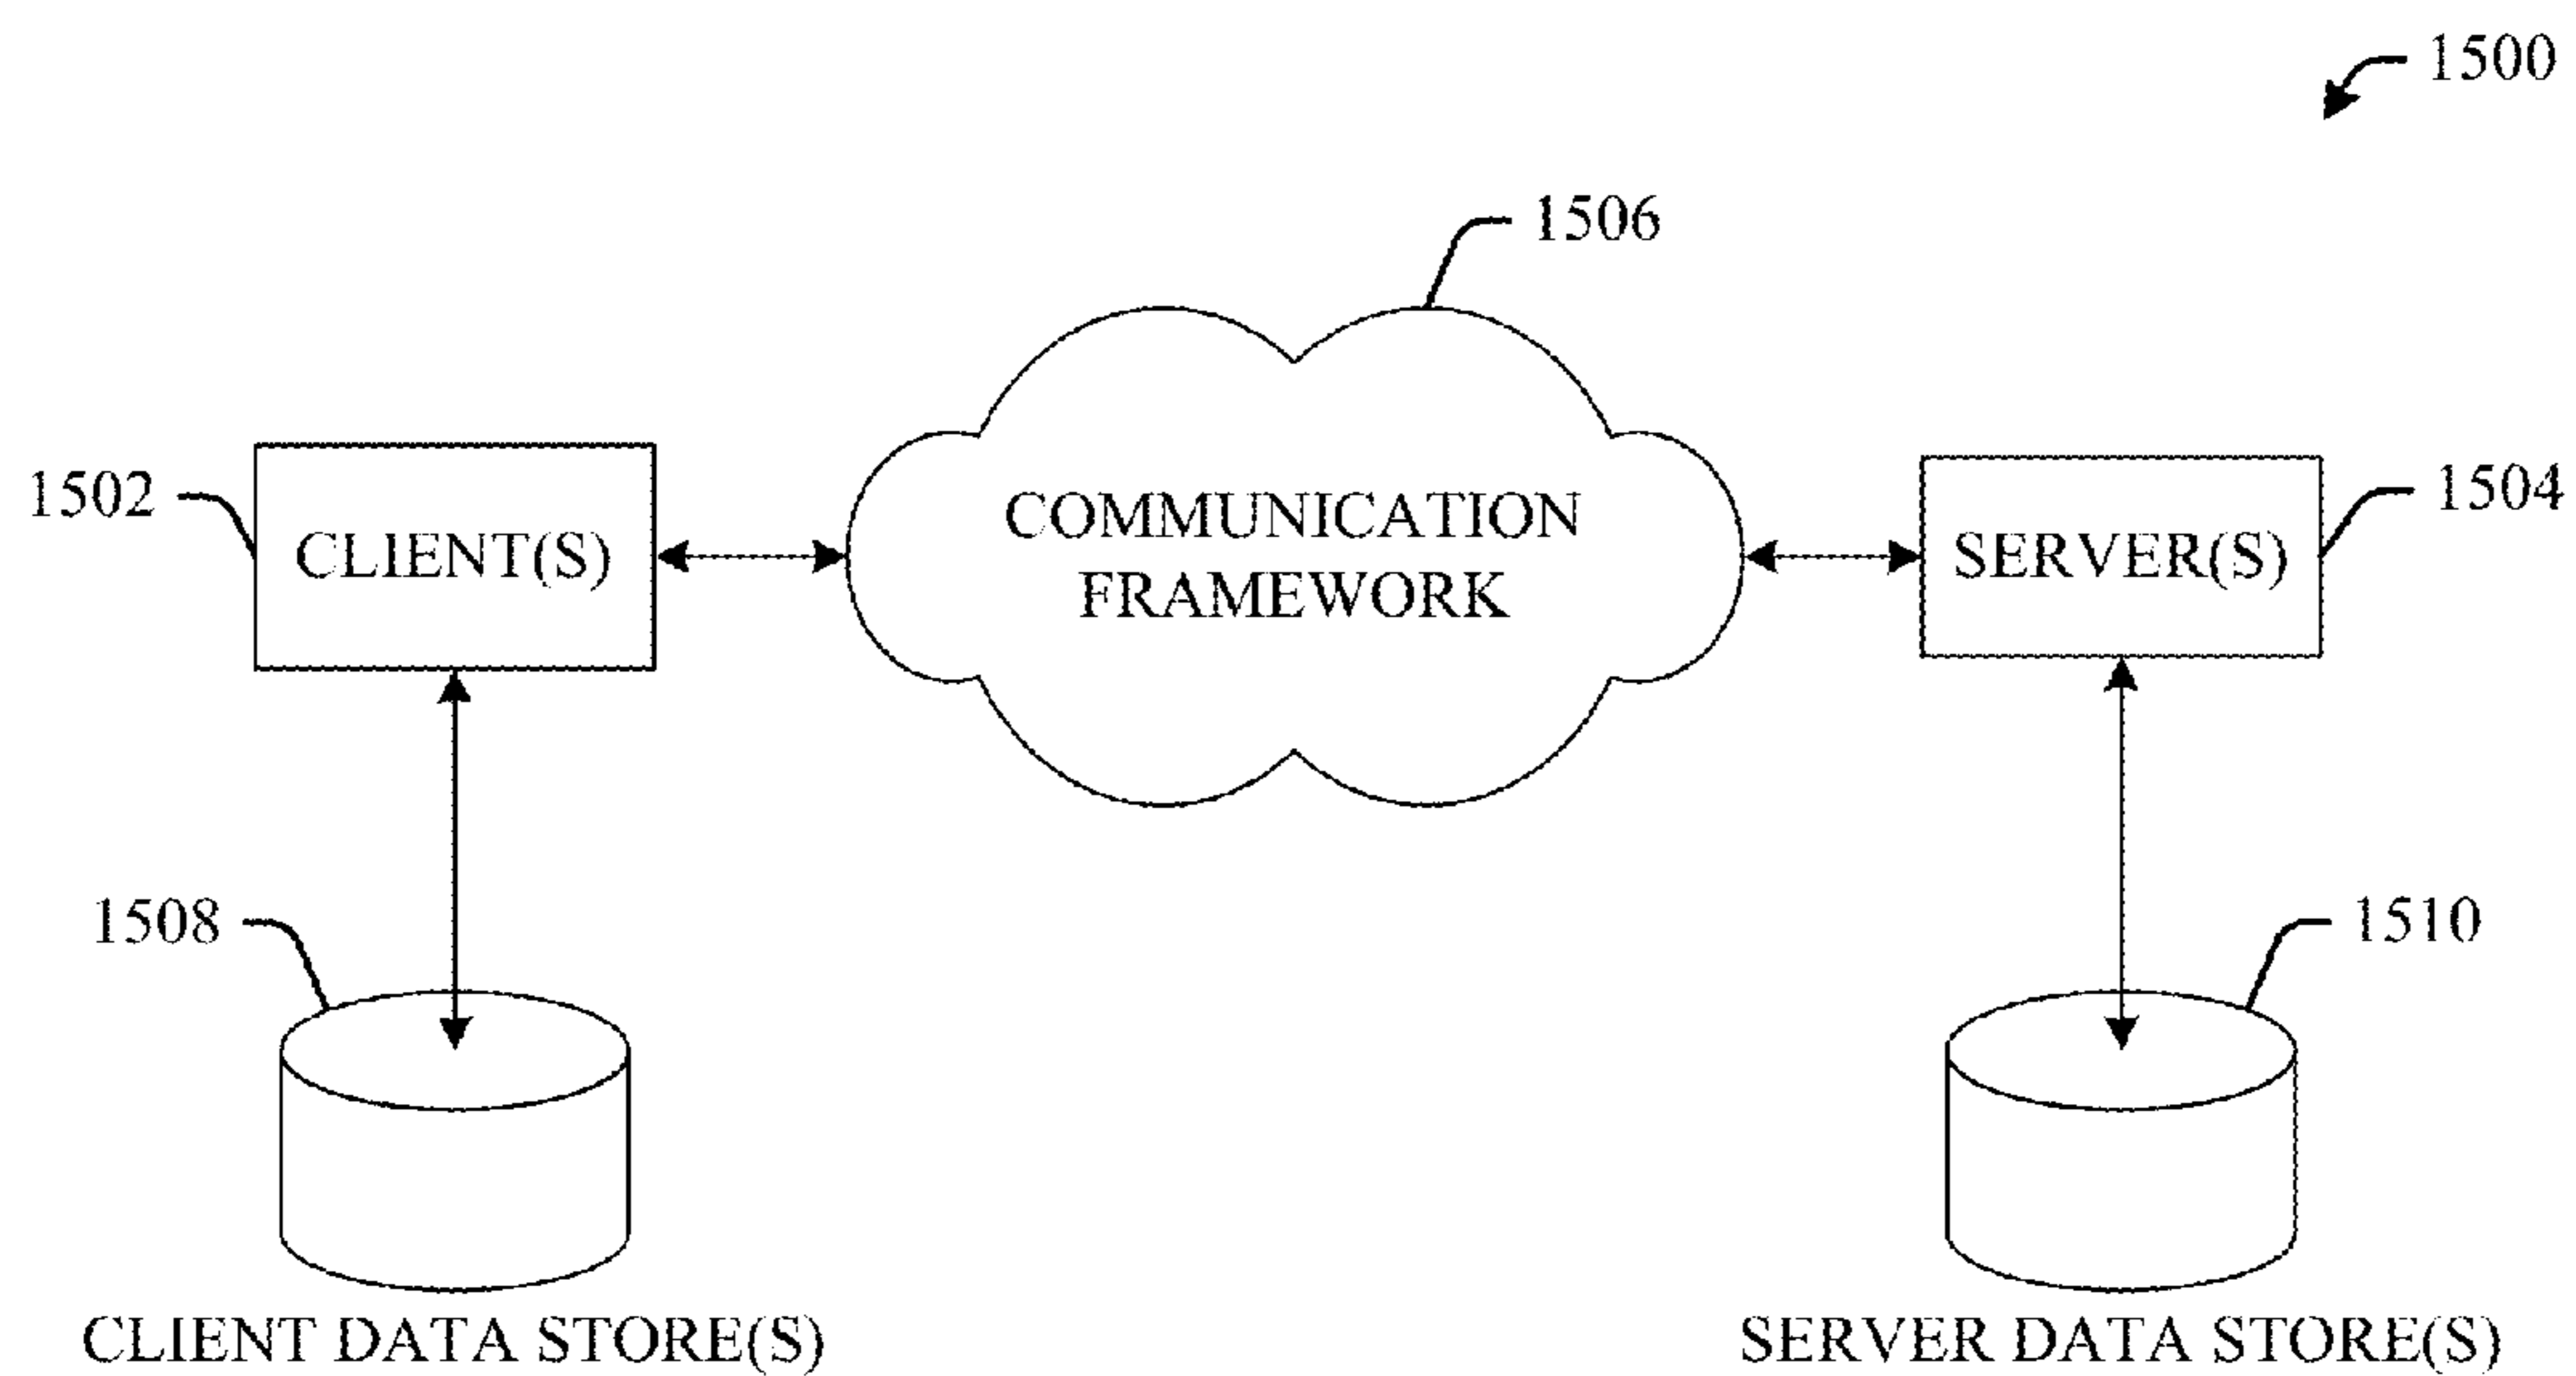 1500
1506
1502
CLIENT(S)
COMMUNICATION
FRAMEWORK
SERVER(S)
1504
1508
1510
CLIENT DATA STORE(S)
SERVER DATA STORE(S)